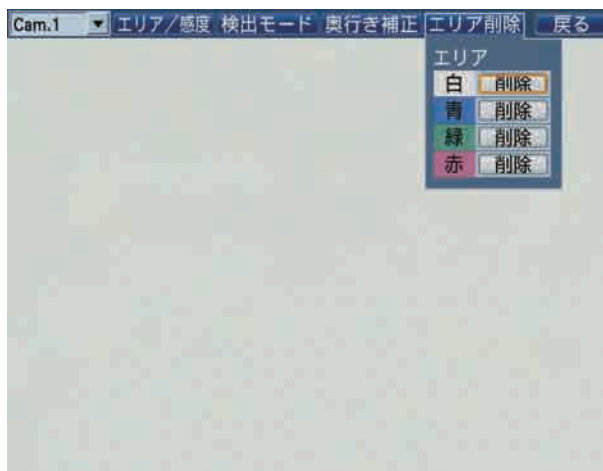 Cam.1 エリア／感度 検出モード 奥行き補正 エリア削除 戻る
エリア
白 削除
青 削除
緑 削除
赤 削除